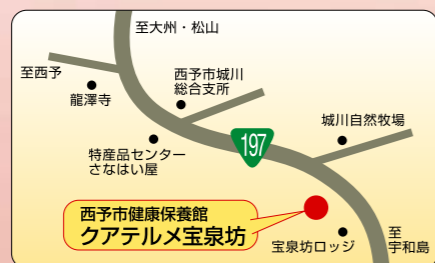 至大州・松山
至西予
龍澤寺
西予市城川
総合支所
城川自然牧場
197
特産品センター
さなはい屋
西予市健康保養館
クアテルメ宝泉坊
宝泉坊ロッジ
至
宇和島